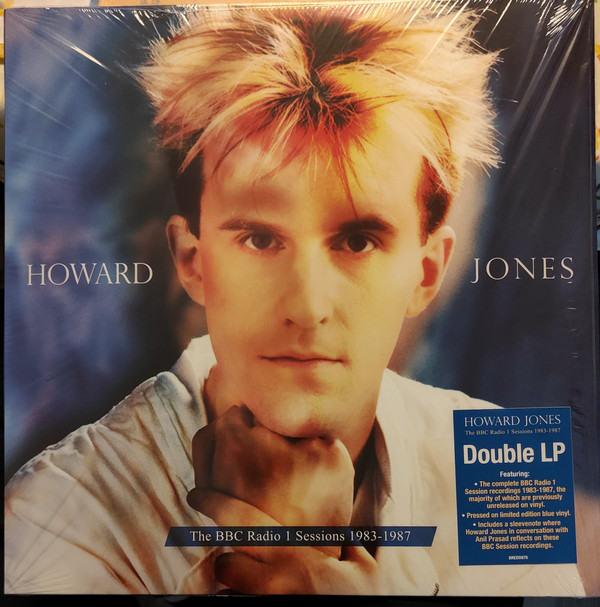 HOWARD JONES
The BBC Radio 1 Sessions 1983-1987
HOWARD JONES
The BBC Radio 1 Sessions 1983-1987
Double LP
Featuring:
• The complete BBC Radio 1
Session recordings 1983-1987, the
majority of which are previously
unreleased on vinyl.
• Pressed on limited edition blue vinyl.
• Includes a sleevenote where
Howard Jones in conversation with
Anil Prasad reflects on these
BBC Session recordings.